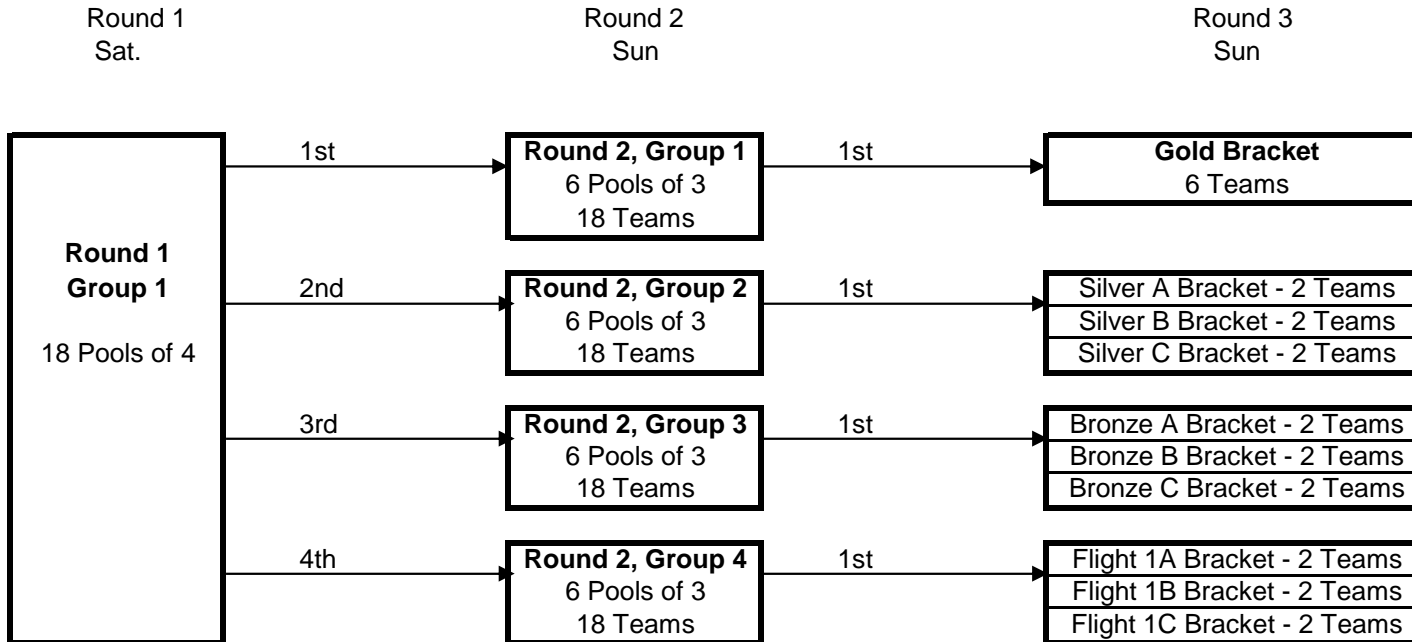 Round 1
Sat.
Round 2
Sun
Round 3
Sun
Round 1
Group 1
18 Pools of 4
1st
Round 2, Group 1
6 Pools of 3
18 Teams
1st
Gold Bracket
6 Teams
2nd
Round 2, Group 2
6 Pools of 3
18 Teams
1st
Silver A Bracket - 2 Teams
Silver B Bracket - 2 Teams
Silver C Bracket - 2 Teams
3rd
Round 2, Group 3
6 Pools of 3
18 Teams
1st
Bronze A Bracket - 2 Teams
Bronze B Bracket - 2 Teams
Bronze C Bracket - 2 Teams
4th
Round 2, Group 4
6 Pools of 3
18 Teams
1st
Flight 1A Bracket - 2 Teams
Flight 1B Bracket - 2 Teams
Flight 1C Bracket - 2 Teams